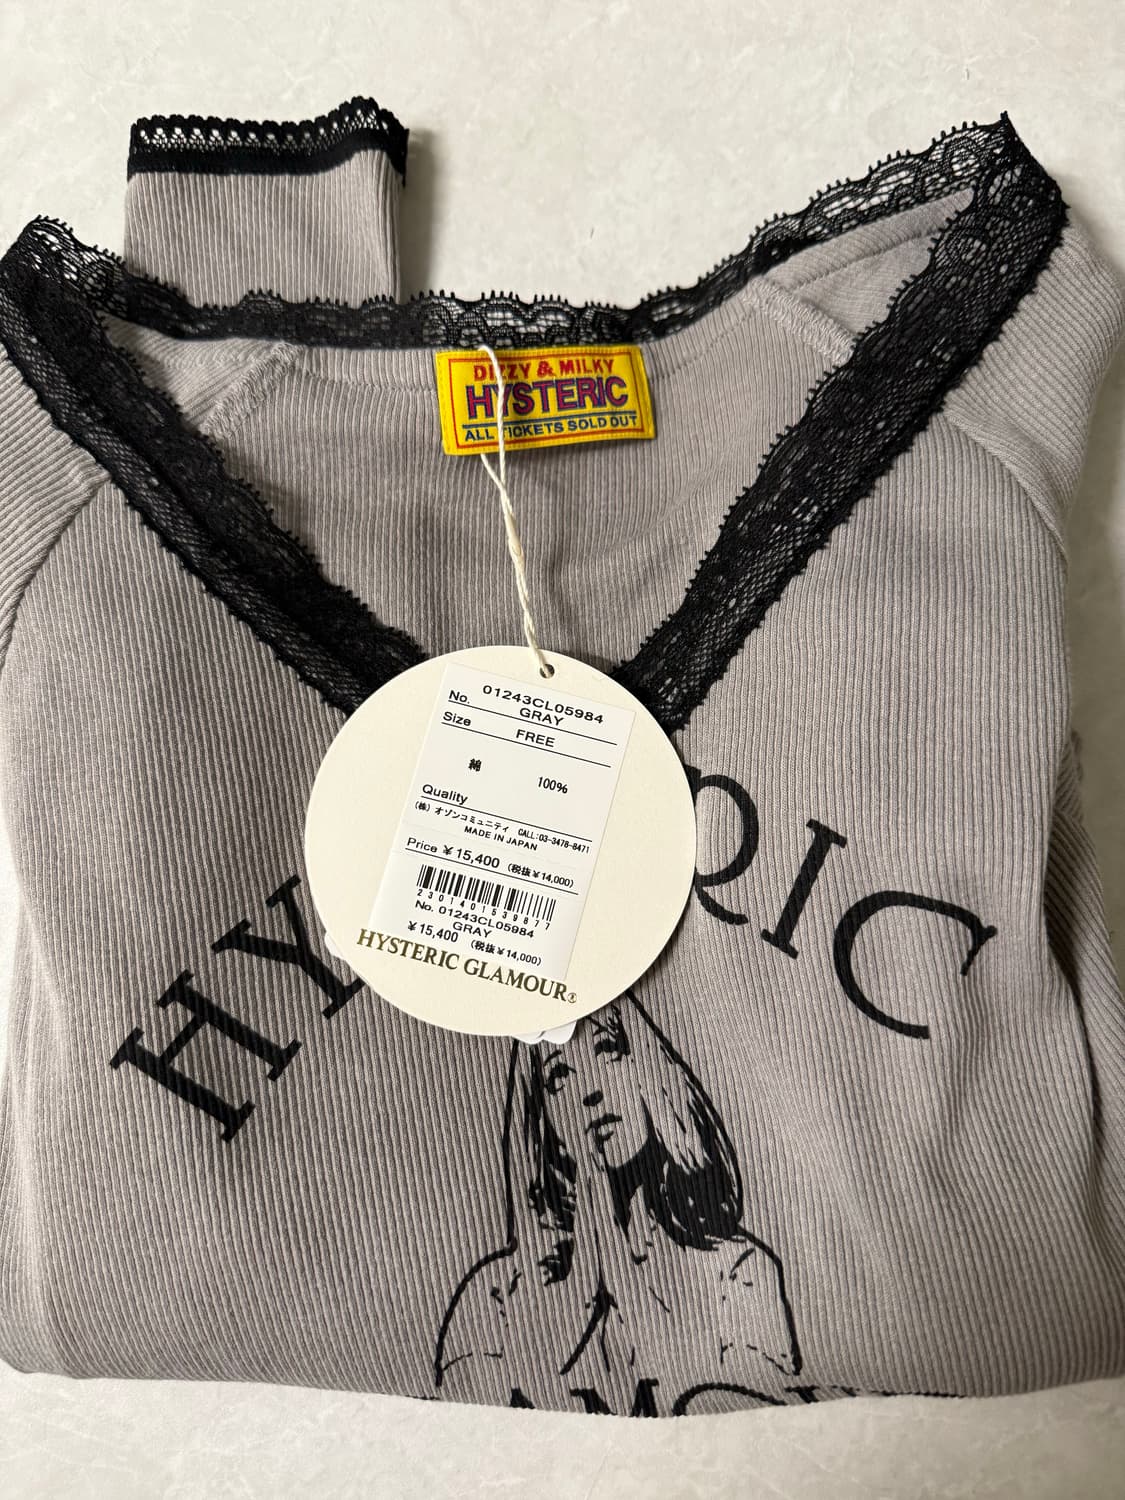 DIZZY & MILKY
HYSTERIC
ALL TICKETS SOLD OUT
No. 01243CL05984
GRAY
Size FREE
綿 100%
Quality
(株) オゾンコミュニティ CALL:03-3478-8471
MADE IN JAPAN
Price ¥15,400 (税抜¥14,000)
2301401539877
No. 01243CL05984
GRAY
¥15,400 (税抜¥14,000)
HYSTERIC GLAMOUR®
HY RIC